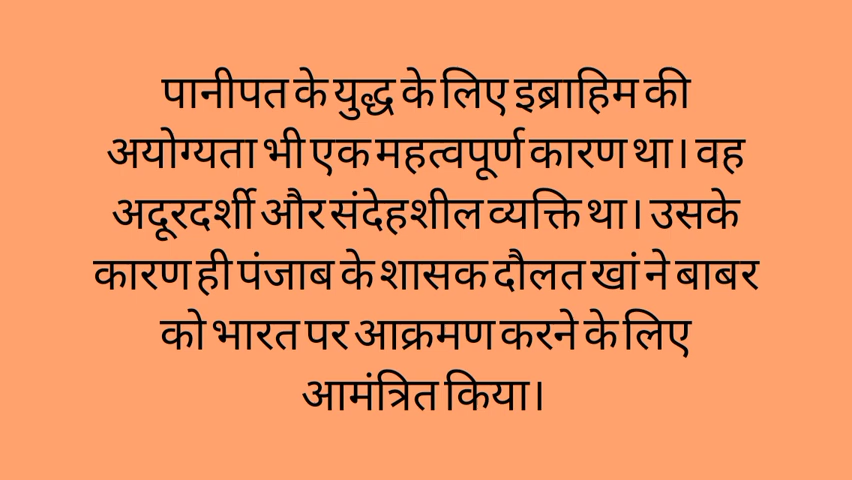 पानीपत के युद्ध के लिए इब्राहिम की
अयोग्यता भी एक महत्वपूर्ण कारण था। वह
अदूरदर्शी और संदेहशील व्यक्ति था। उसके
कारण ही पंजाब के शासक दौलत खां ने बाबर
को भारत पर आक्रमण करने के लिए
आमंत्रित किया।